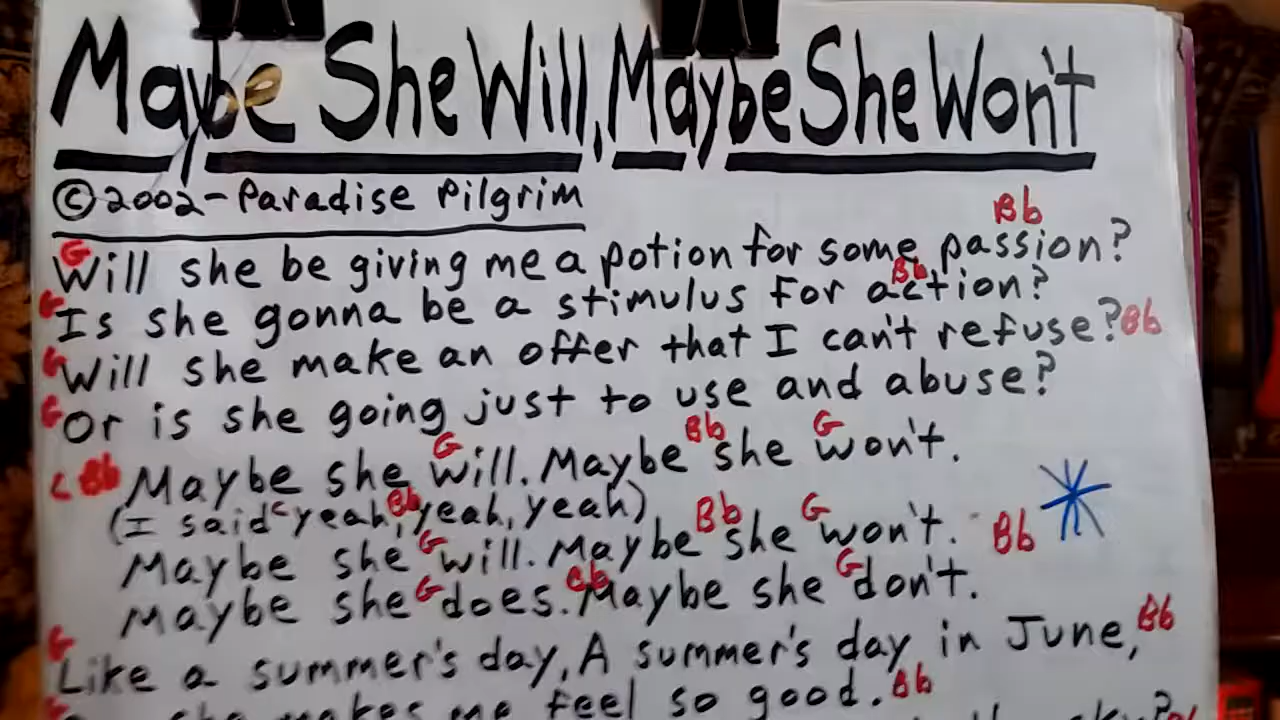 Maybe She Will, Maybe She Won't
©2002-Paradise Pilgrim
Bb
G
Will she be giving me a potion for some passion?
G Bb
Is she gonna be a stimulus for action?
G Will she make an offer that I can't refuse? Bb
G Or is she going just to use and abuse?
G Bb G
C Bb Maybe she will. Maybe she won't.
(I said C yeah, Bb yeah, yeah)
Bb G
Maybe she G will. Maybe she won't. Bb
G
Maybe she G does. Maybe she don't.
G Bb
Like a summer's day, A summer's day in June,
she makes me feel so good. Bb